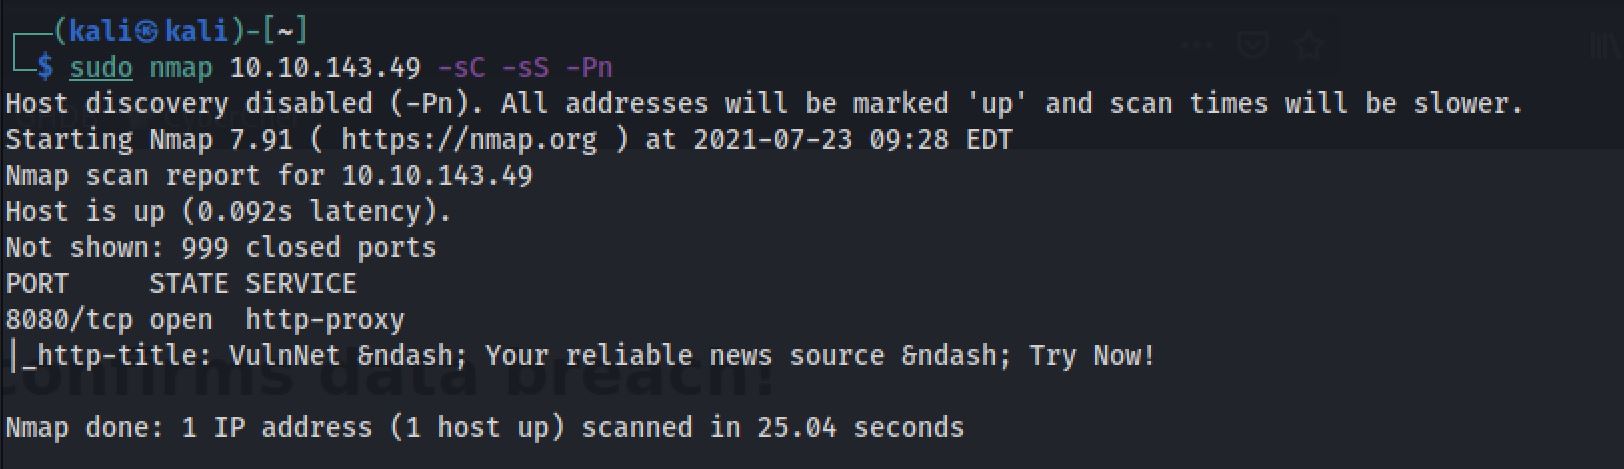 (kali㉿kali)-[~]
$ sudo nmap 10.10.143.49 -sC -sS -Pn
Host discovery disabled (-Pn). All addresses will be marked 'up' and scan times will be slower.
Starting Nmap 7.91 ( https://nmap.org ) at 2021-07-23 09:28 EDT
Nmap scan report for 10.10.143.49
Host is up (0.092s latency).
Not shown: 999 closed ports
PORT     STATE SERVICE
8080/tcp open  http-proxy
|_http-title: VulnNet &ndash; Your reliable news source &ndash; Try Now!
confirms data breach!
Nmap done: 1 IP address (1 host up) scanned in 25.04 seconds